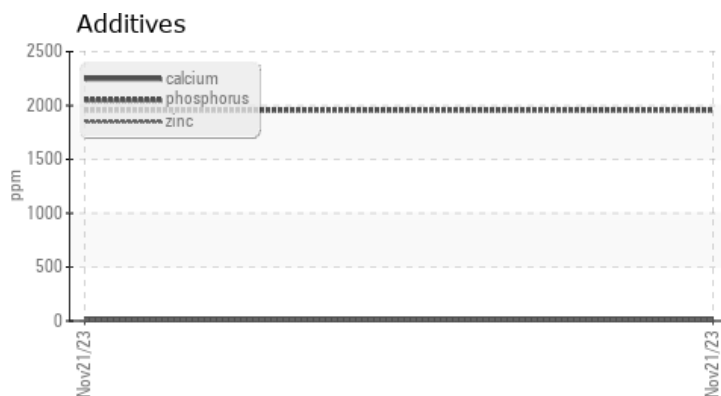 Additives
2500
2000
1500
1000
500
0
ppm
calcium
phosphorus
zinc
Nov21/23
Nov21/23